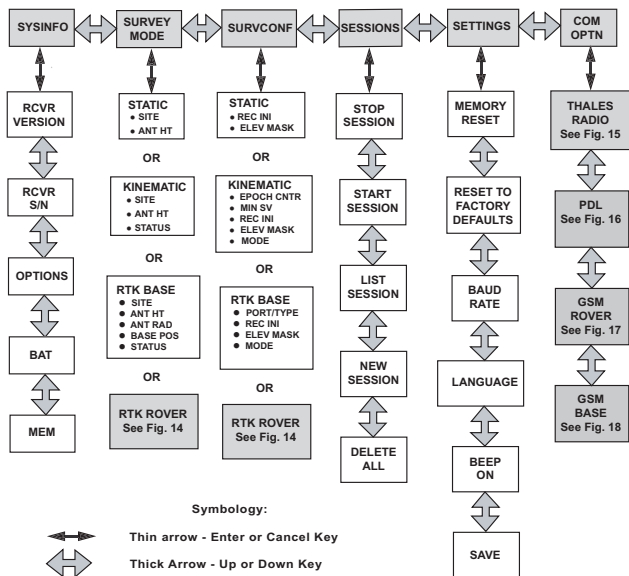 SYSINFO
SURVEY
MODE
SURVCONF
SESSIONS
SETTINGS
COM
OPTN
RCVR
VERSION
RCVR
S/N
OPTIONS
BAT
MEM
STATIC
• SITE
• ANT HT
OR
KINEMATIC
• SITE
• ANT HT
• STATUS
OR
RTK BASE
• SITE
• ANT HT
• ANT RAD
• BASE POS
• STATUS
OR
RTK ROVER
See Fig. 14
STATIC
• REC INI
• ELEV MASK
OR
KINEMATIC
• EPOCH CNTR
• MIN SV
• REC INI
• ELEV MASK
• MODE
OR
RTK BASE
• PORT/TYPE
• REC INI
• ELEV MASK
• MODE
OR
RTK ROVER
See Fig. 14
STOP
SESSION
START
SESSION
LIST
SESSION
NEW
SESSION
DELETE
ALL
MEMORY
RESET
RESET TO
FACTORY
DEFAULTS
BAUD
RATE
LANGUAGE
BEEP
ON
SAVE
THALES
RADIO
See Fig. 15
PDL
See Fig. 16
GSM
ROVER
See Fig. 17
GSM
BASE
See Fig. 18
Symbology:
Thin arrow - Enter or Cancel Key
Thick Arrow - Up or Down Key